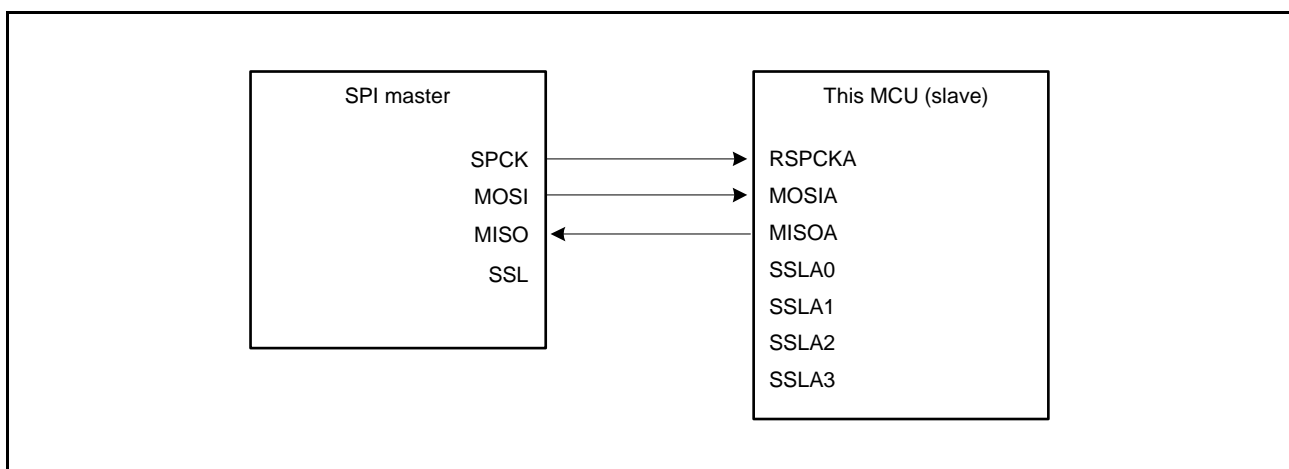 SPI master
SPCK
MOSI
MISO
SSL
This MCU (slave)
RSPCKA
MOSIA
MISOA
SSLA0
SSLA1
SSLA2
SSLA3